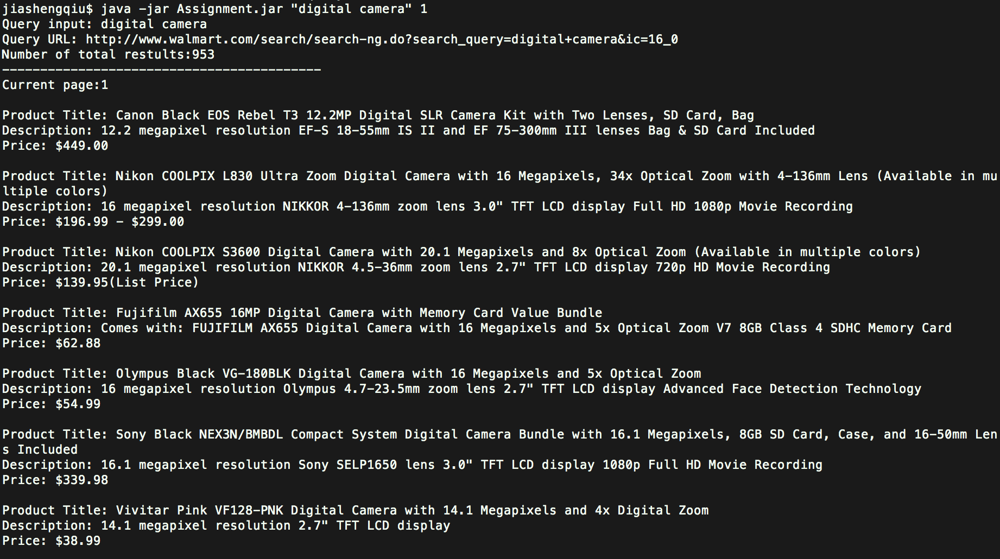 jiashengqiu$ java -jar Assignment.jar "digital camera" 1
Query input: digital camera
Query URL: http://www.walmart.com/search/search-ng.do?search_query=digital+camera&ic=16_0
Number of total restults:953
------------------------------------------
Current page:1
Product Title: Canon Black EOS Rebel T3 12.2MP Digital SLR Camera Kit with Two Lenses, SD Card, Bag
Description: 12.2 megapixel resolution EF-S 18-55mm IS II and EF 75-300mm III lenses Bag & SD Card Included
Price: $449.00
Product Title: Nikon COOLPIX L830 Ultra Zoom Digital Camera with 16 Megapixels, 34x Optical Zoom with 4-136mm Lens (Available in mu
ltiple colors)
Description: 16 megapixel resolution NIKKOR 4-136mm zoom lens 3.0" TFT LCD display Full HD 1080p Movie Recording
Price: $196.99 - $299.00
Product Title: Nikon COOLPIX S3600 Digital Camera with 20.1 Megapixels and 8x Optical Zoom (Available in multiple colors)
Description: 20.1 megapixel resolution NIKKOR 4.5-36mm zoom lens 2.7" TFT LCD display 720p HD Movie Recording
Price: $139.95(List Price)
Product Title: Fujifilm AX655 16MP Digital Camera with Memory Card Value Bundle
Description: Comes with: FUJIFILM AX655 Digital Camera with 16 Megapixels and 5x Optical Zoom V7 8GB Class 4 SDHC Memory Card
Price: $62.88
Product Title: Olympus Black VG-180BLK Digital Camera with 16 Megapixels and 5x Optical Zoom
Description: 16 megapixel resolution Olympus 4.7-23.5mm zoom lens 2.7" TFT LCD display Advanced Face Detection Technology
Price: $54.99
Product Title: Sony Black NEX3N/BMBDL Compact System Digital Camera Bundle with 16.1 Megapixels, 8GB SD Card, Case, and 16-50mm Len
s Included
Description: 16.1 megapixel resolution Sony SELP1650 lens 3.0" TFT LCD display 1080p Full HD Movie Recording
Price: $339.98
Product Title: Vivitar Pink VF128-PNK Digital Camera with 14.1 Megapixels and 4x Digital Zoom
Description: 14.1 megapixel resolution 2.7" TFT LCD display
Price: $38.99